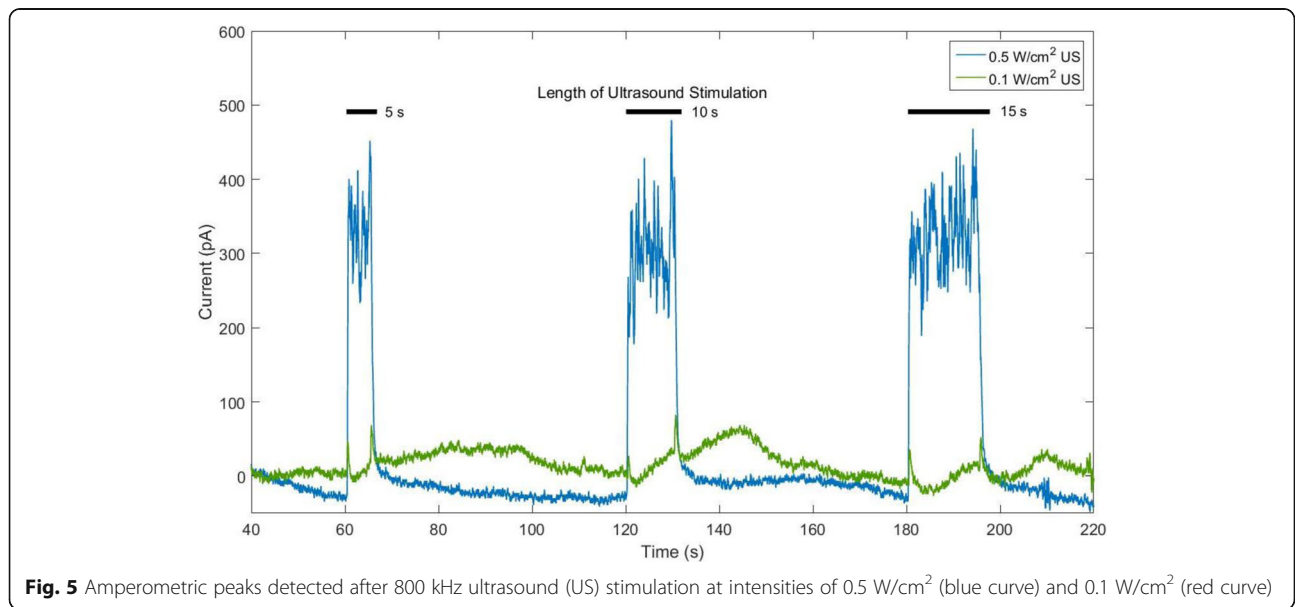 600
500
400
300
200
100
0
Current (pA)
0.5 W/cm² US
0.1 W/cm² US
Length of Ultrasound Stimulation
5 s
10 s
15 s
40 60 80 100 120 140 160 180 200 220
Time (s)
Fig. 5 Amperometric peaks detected after 800 kHz ultrasound (US) stimulation at intensities of 0.5 W/cm² (blue curve) and 0.1 W/cm² (red curve)